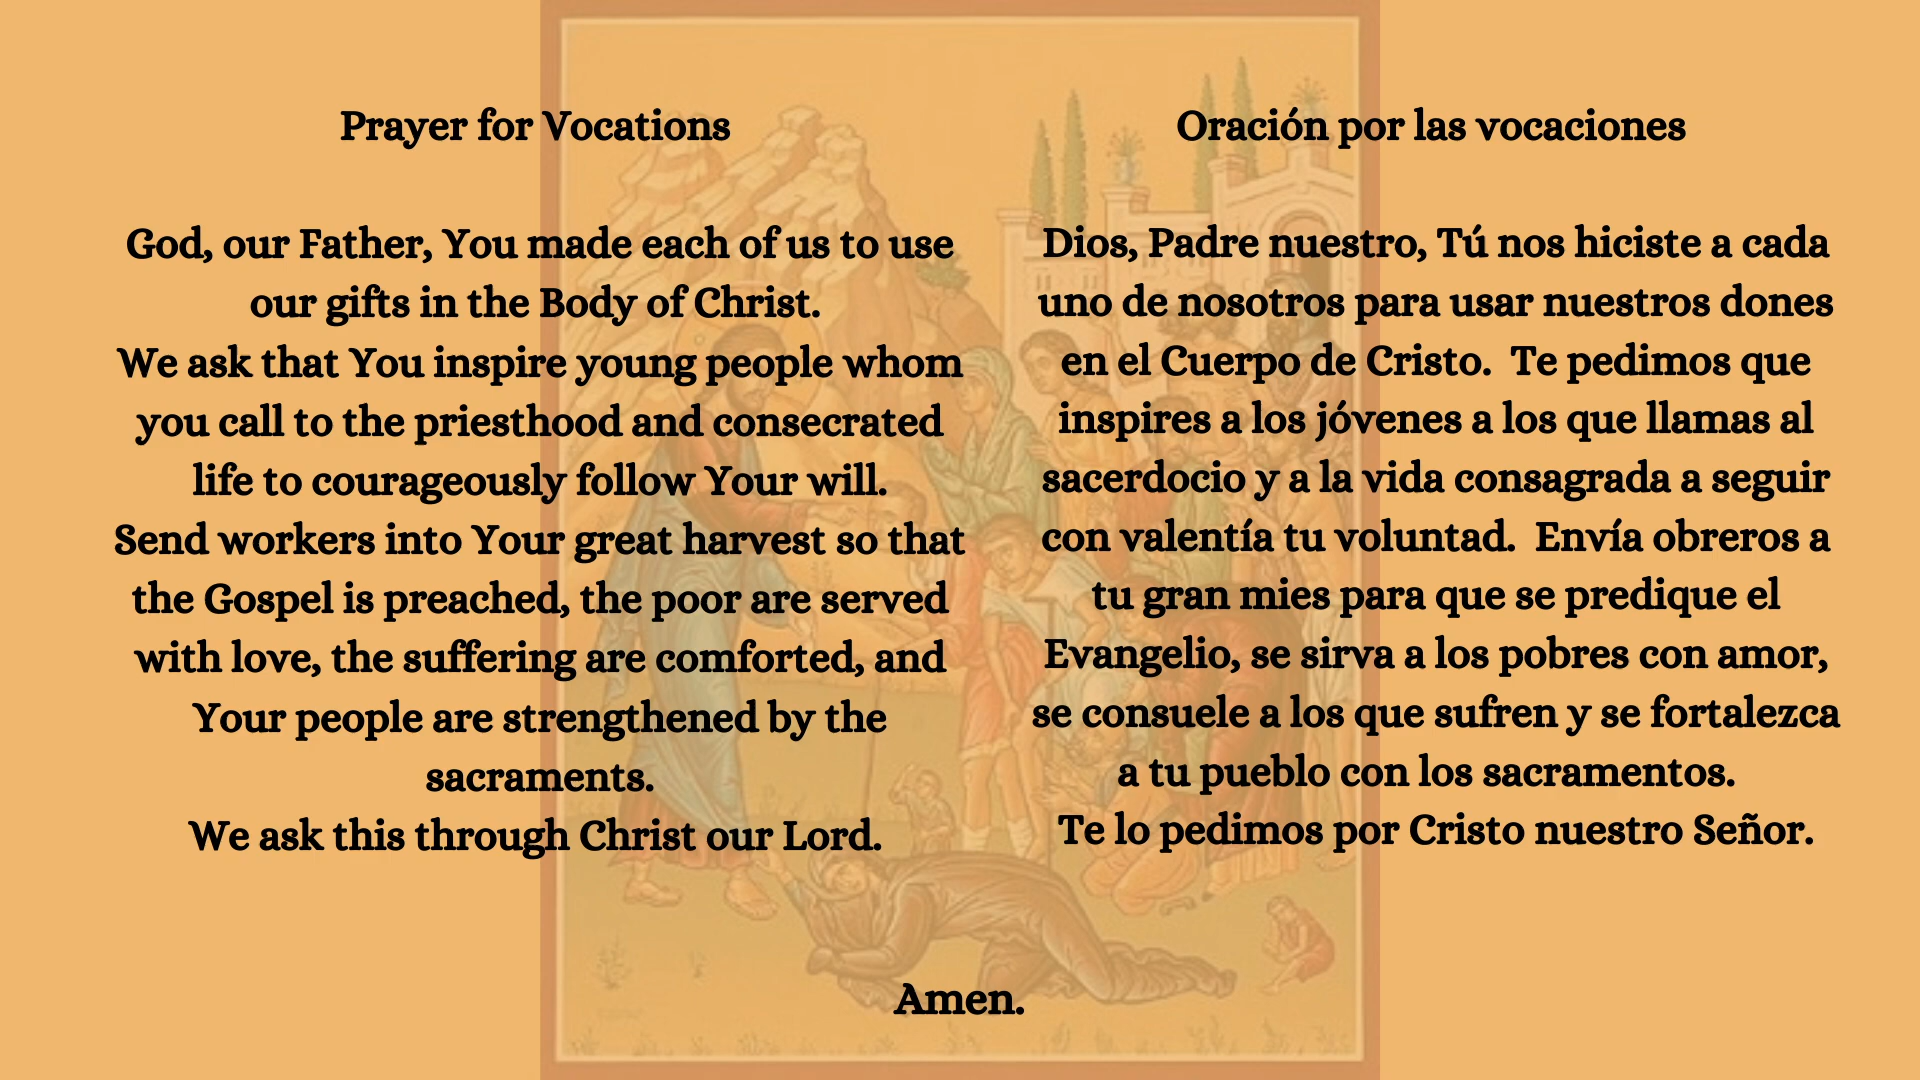 Prayer for Vocations
God, our Father, You made each of us to use
our gifts in the Body of Christ.
We ask that You inspire young people whom
you call to the priesthood and consecrated
life to courageously follow Your will.
Send workers into Your great harvest so that
the Gospel is preached, the poor are served
with love, the suffering are comforted, and
Your people are strengthened by the
sacraments.
We ask this through Christ our Lord.
Oración por las vocaciones
Dios, Padre nuestro, Tú nos hiciste a cada
uno de nosotros para usar nuestros dones
en el Cuerpo de Cristo.  Te pedimos que
inspires a los jóvenes a los que llamas al
sacerdocio y a la vida consagrada a seguir
con valentía tu voluntad.  Envía obreros a
tu gran mies para que se predique el
Evangelio, se sirva a los pobres con amor,
se consuele a los que sufren y se fortalezca
a tu pueblo con los sacramentos.
Te lo pedimos por Cristo nuestro Señor.
Amen.